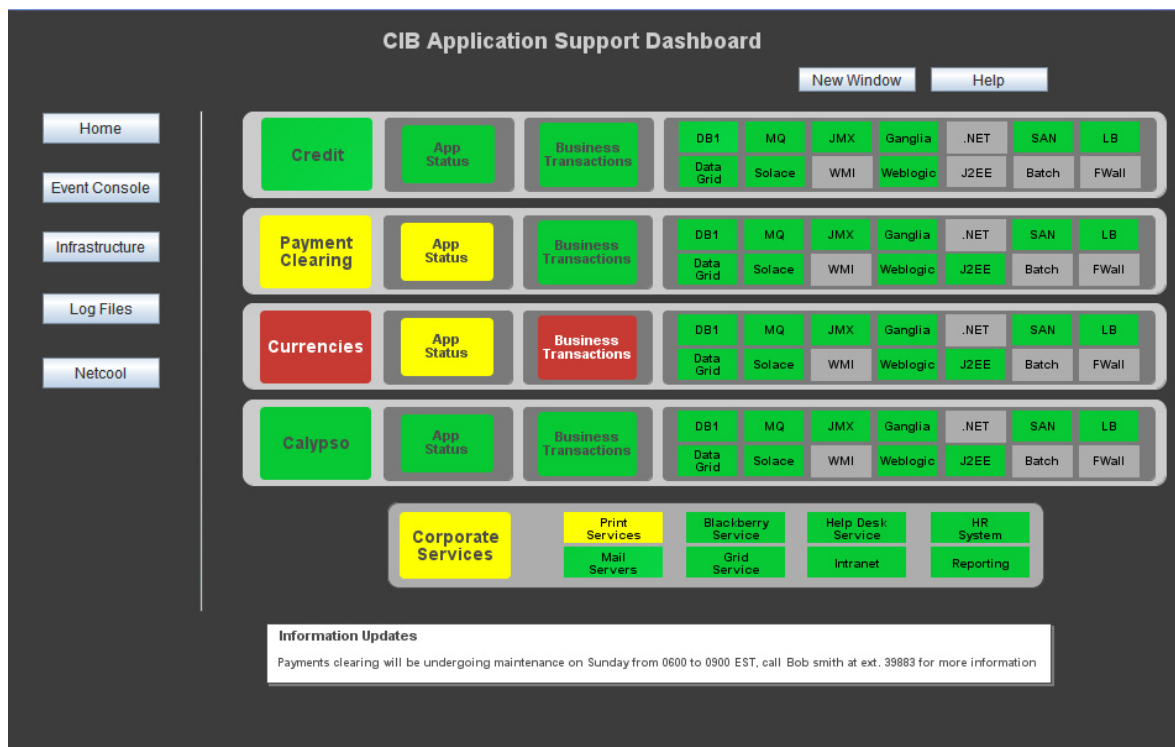 CIB Application Support Dashboard
New Window Help
Home
Event Console
Infrastructure
Log Files
Netcool
Credit
App
Status
Business
Transactions
DB1 MQ JMX Ganglia .NET SAN LB
Data
Grid
Solace WMI Weblogic J2EE Batch FWall
Payment
Clearing
App
Status
Business
Transactions
DB1 MQ JMX Ganglia .NET SAN LB
Data
Grid
Solace WMI Weblogic J2EE Batch FWall
Currencies
App
Status
Business
Transactions
DB1 MQ JMX Ganglia .NET SAN LB
Data
Grid
Solace WMI Weblogic J2EE Batch FWall
Calypso
App
Status
Business
Transactions
DB1 MQ JMX Ganglia .NET SAN LB
Data
Grid
Solace WMI Weblogic J2EE Batch FWall
Corporate
Services
Print
Services
Blackberry
Service
Help Desk
Service
HR
System
Mail
Servers
Grid
Service
Intranet
Reporting
Information Updates
Payments clearing will be undergoing maintenance on Sunday from 0600 to 0900 EST, call Bob smith at ext. 39883 for more information